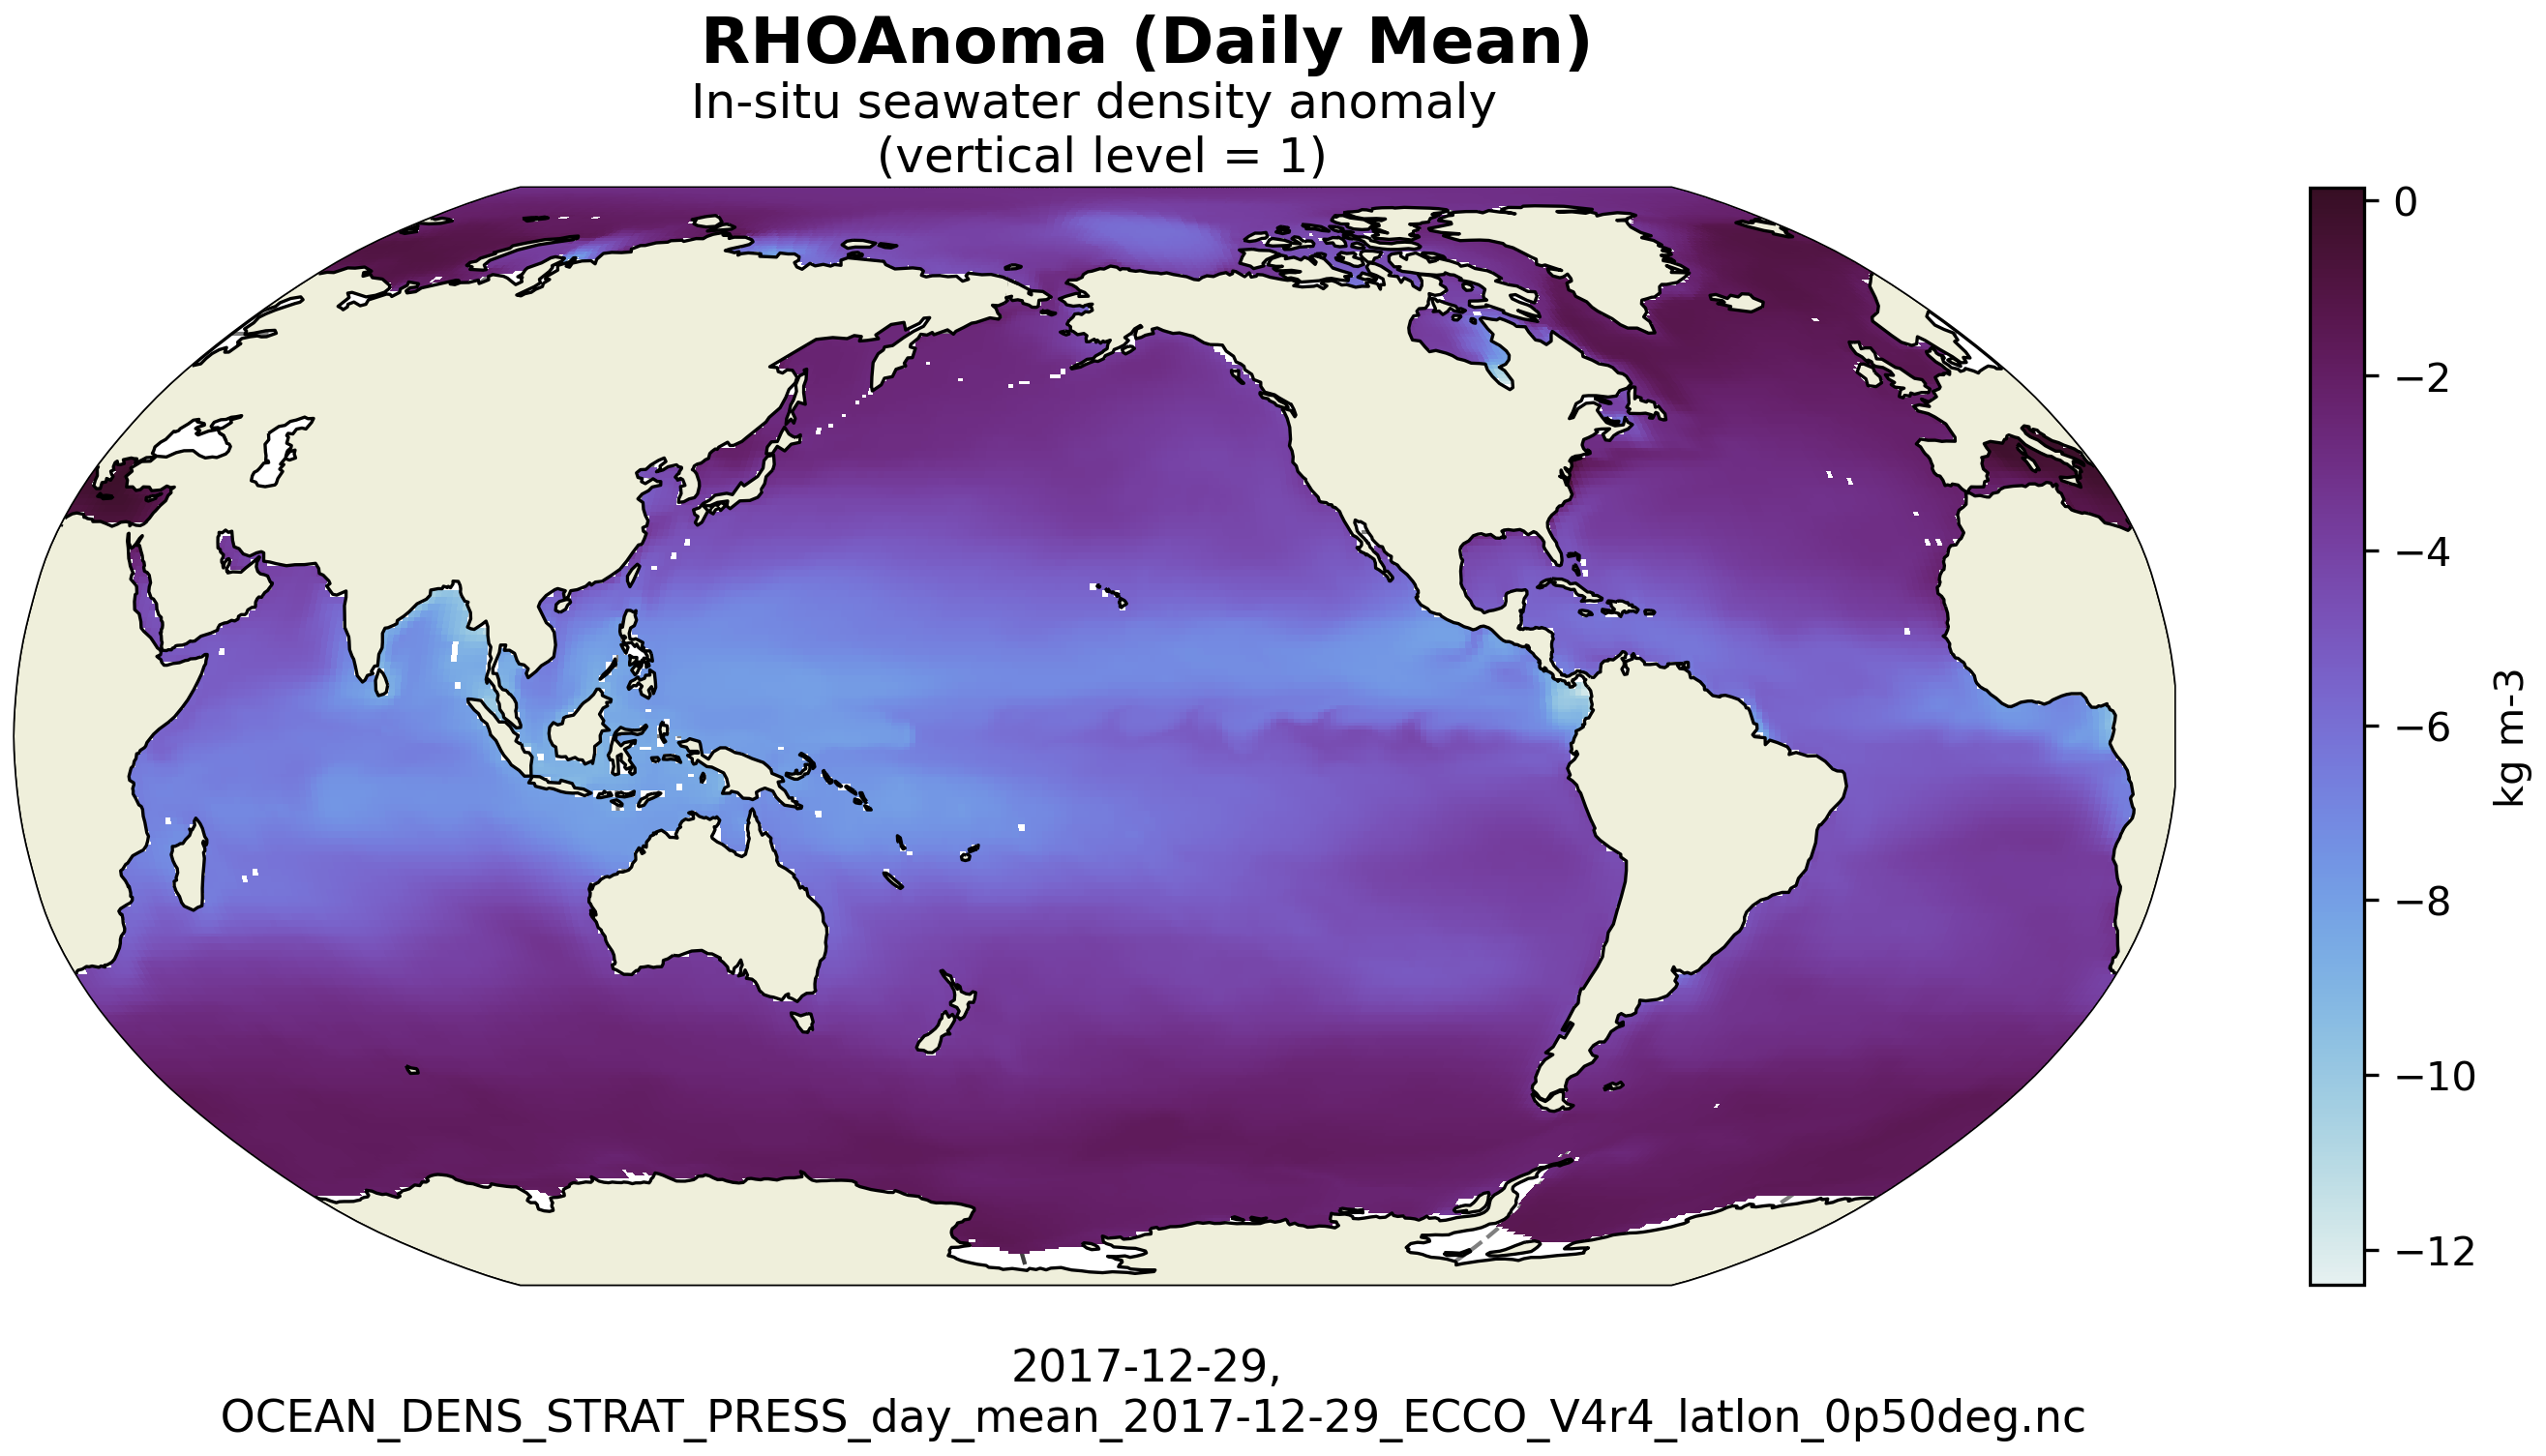 RHOAnoma (Daily Mean)
In-situ seawater density anomaly
(vertical level = 1)
0
−2
−4
−6
−8
−10
−12
kg m-3
2017-12-29,
OCEAN_DENS_STRAT_PRESS_day_mean_2017-12-29_ECCO_V4r4_latlon_0p50deg.nc